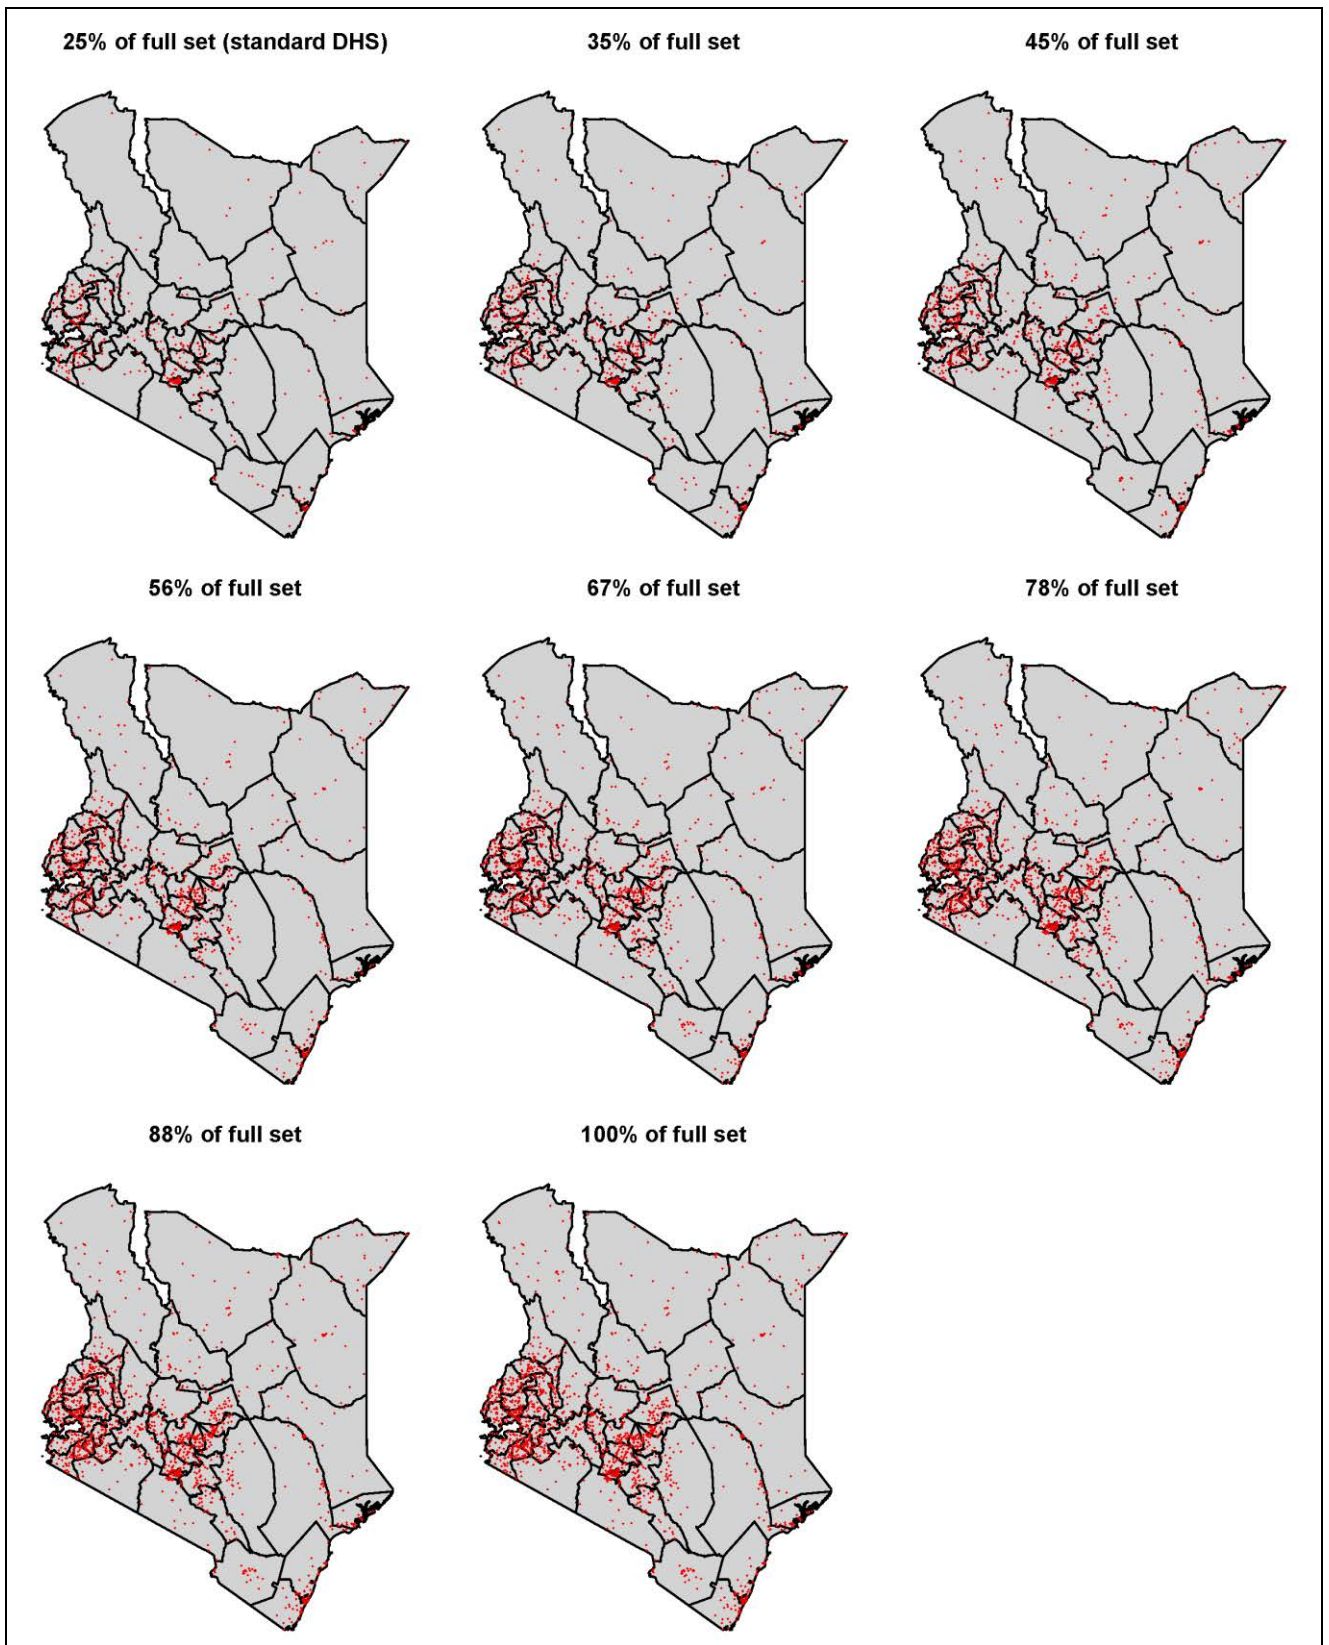 25% of full set (standard DHS)
35% of full set
45% of full set
56% of full set
67% of full set
78% of full set
88% of full set
100% of full set